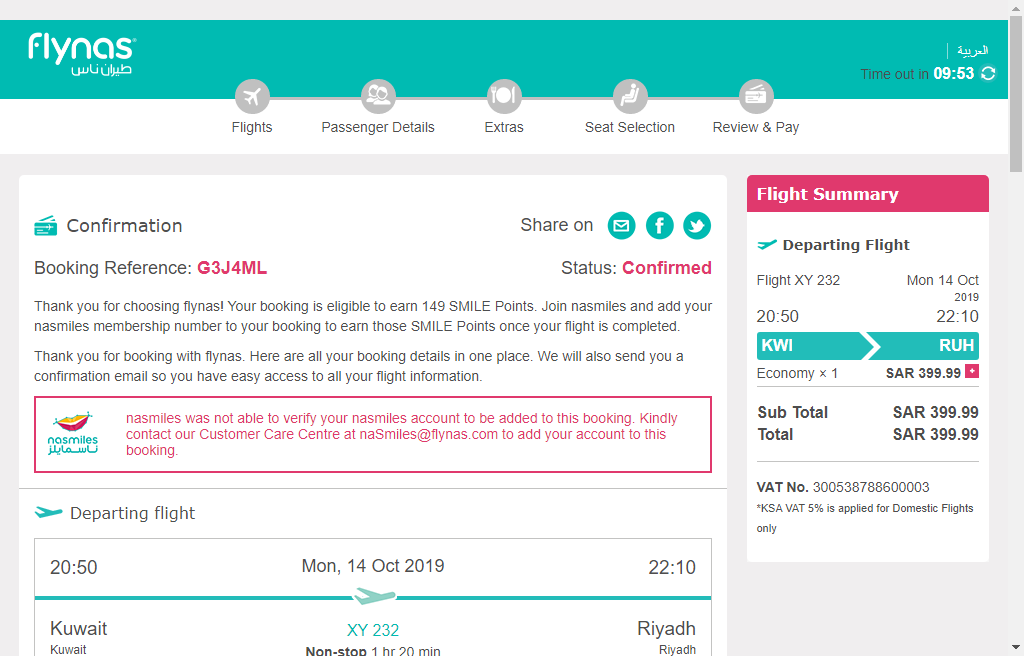 flynas
طيران ناس
العربية
Time out in 09:53
Flights
Passenger Details
Extras
Seat Selection
Review & Pay
Confirmation
Share on
Booking Reference: G3J4ML
Status: Confirmed
Thank you for choosing flynas! Your booking is eligible to earn 149 SMILE Points. Join nasmiles and add your
nasmiles membership number to your booking to earn those SMILE Points once your flight is completed.
Thank you for booking with flynas. Here are all your booking details in one place. We will also send you a
confirmation email so you have easy access to all your flight information.
nasmiles
ناسمايلز
nasmiles was not able to verify your nasmiles account to be added to this booking. Kindly
contact our Customer Care Centre at naSmiles@flynas.com to add your account to this
booking.
Departing flight
20:50
Mon, 14 Oct 2019
22:10
Kuwait
XY 232
Riyadh
Kuwait
Non-stop 1 hr 20 min
Riyadh
Flight Summary
Departing Flight
Flight XY 232
Mon 14 Oct
2019
20:50
22:10
KWI
RUH
Economy × 1
SAR 399.99 +
Sub Total
SAR 399.99
Total
SAR 399.99
VAT No. 300538788600003
*KSA VAT 5% is applied for Domestic Flights
only